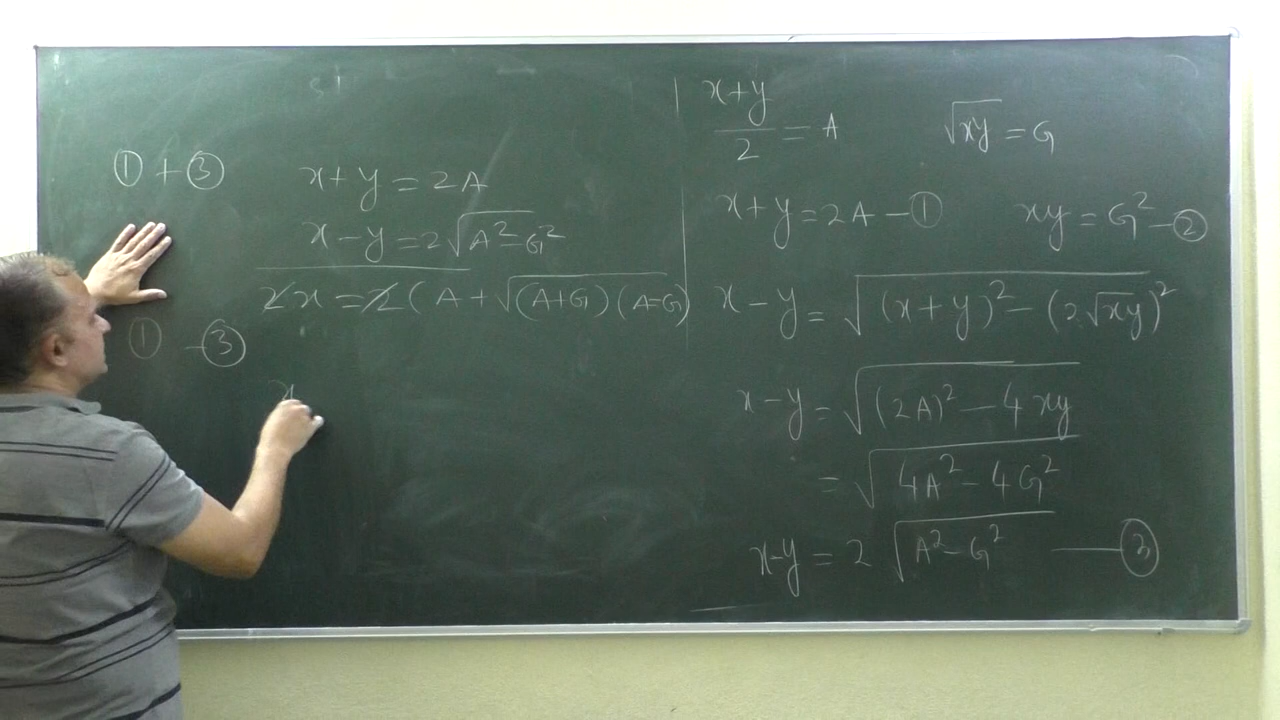 ① + ③
x + y = 2A
x - y = 2√(A² - G²)
2x = 2(A + √(A+G)(A-G))
① - ③
x
(x+y)/2 = A
√(xy) = G
x + y = 2A - ①
xy = G² - ②
x - y = √((x + y)² - (2√(xy))²)
x - y = √((2A)² - 4xy)
= √(4A² - 4G²)
x-y = 2√(A² - G²) — ③